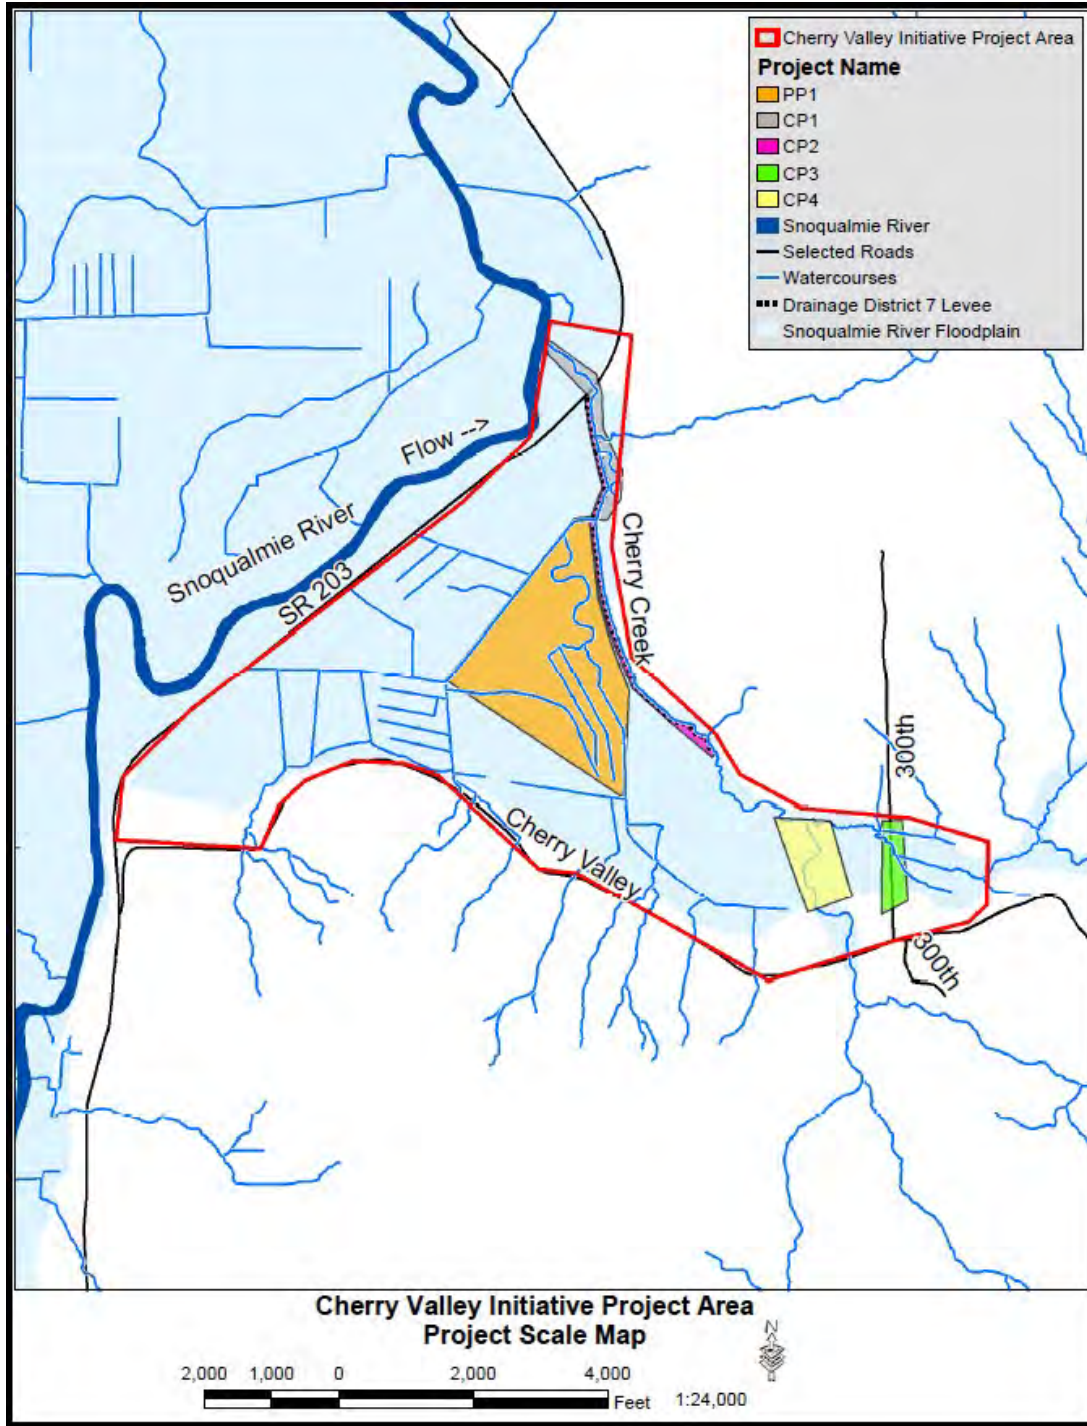 Cherry Valley Initiative Project Area
Project Name
PP1
CP1
CP2
CP3
CP4
Snoqualmie River
Selected Roads
Watercourses
Drainage District 7 Levee
Snoqualmie River Floodplain
Flow -->
Snoqualmie River
SR 203
Cherry Creek
300th
Cherry Valley
300th
Cherry Valley Initiative Project Area
Project Scale Map
N
2,000 1,000 0 2,000 4,000
Feet 1:24,000